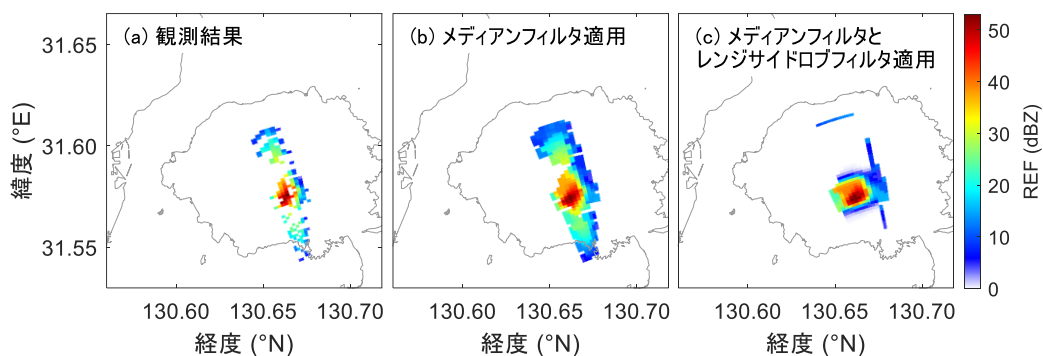 (a) 観測結果
(b) メディアンフィルタ適用
(c) メディアンフィルタと
レンジサイドロブフィルタ適用
31.65
31.60
31.55
緯度 (°E)
130.60
130.65
130.70
経度 (°N)
130.60
130.65
130.70
経度 (°N)
130.60
130.65
130.70
経度 (°N)
50
40
30
20
10
0
REF (dBZ)